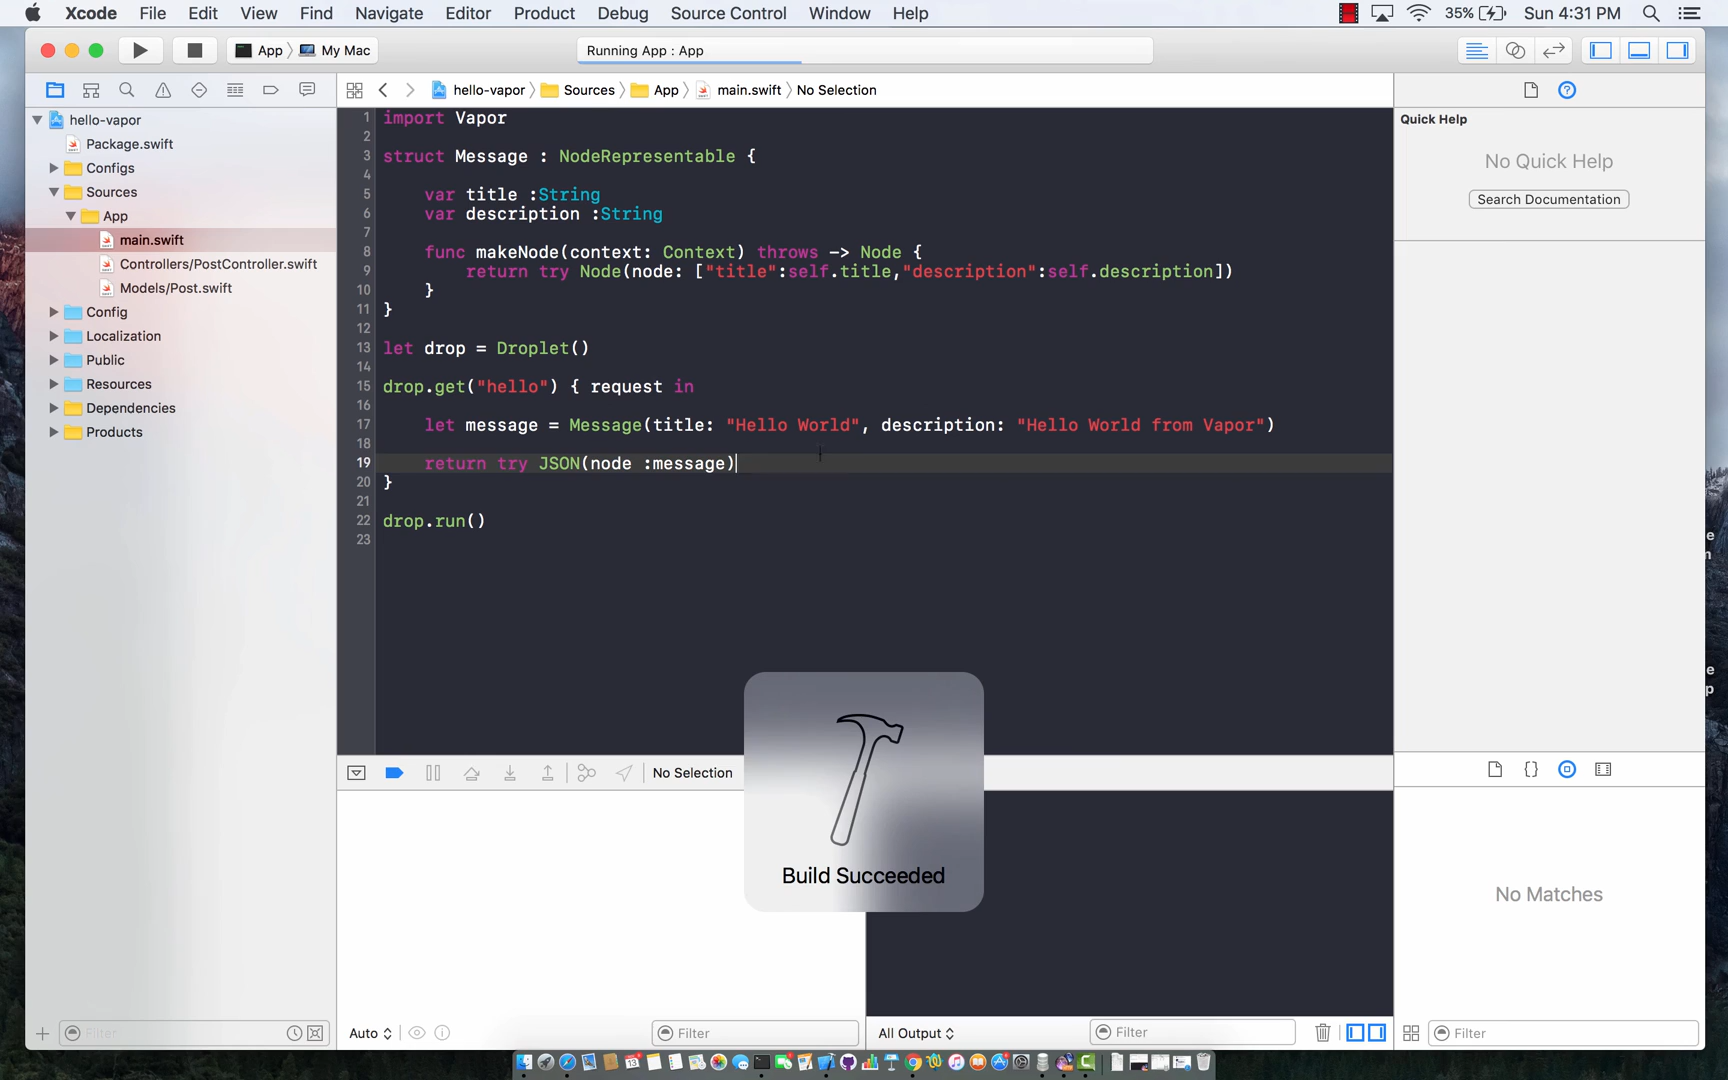 Xcode File Edit View Find Navigate Editor Product Debug Source Control Window Help 35% Sun 4:31 PM
App My Mac Running App : App
hello-vapor Sources App main.swift No Selection
hello-vapor
Package.swift
Configs
Sources
App
main.swift
Controllers/PostController.swift
Models/Post.swift
Config
Localization
Public
Resources
Dependencies
Products
Filter
1 import Vapor
2
3 struct Message : NodeRepresentable {
4
5 var title :String
6 var description :String
7
8 func makeNode(context: Context) throws -> Node {
9 return try Node(node: ["title":self.title,"description":self.description])
10 }
11 }
12
13 let drop = Droplet()
14
15 drop.get("hello") { request in
16
17 let message = Message(title: "Hello World", description: "Hello World from Vapor")
18
19 return try JSON(node :message)
20 }
21
22 drop.run()
23
No Selection
Build Succeeded
Auto Filter
All Output Filter
Quick Help
No Quick Help
Search Documentation
{ }
No Matches
Filter